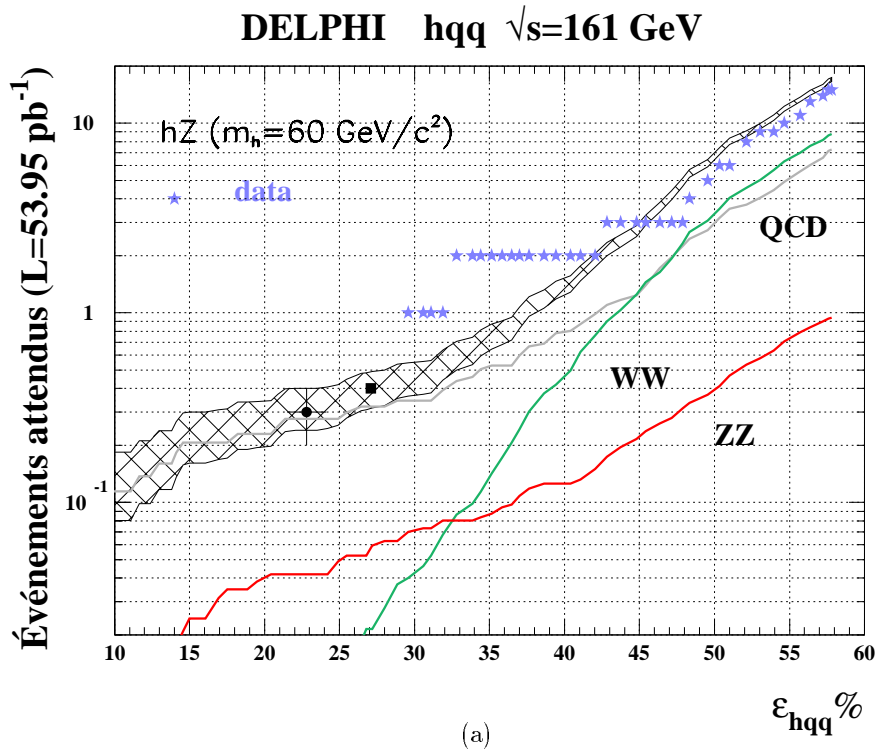 DELPHI hqq √s=161 GeV
Événements attendus (L=53.95 pb⁻¹)
hZ (mₕ=60 GeV/c²)
data
QCD
WW
ZZ
10
1
10⁻¹
10 15 20 25 30 35 40 45 50 55 60
εhqq%
(a)